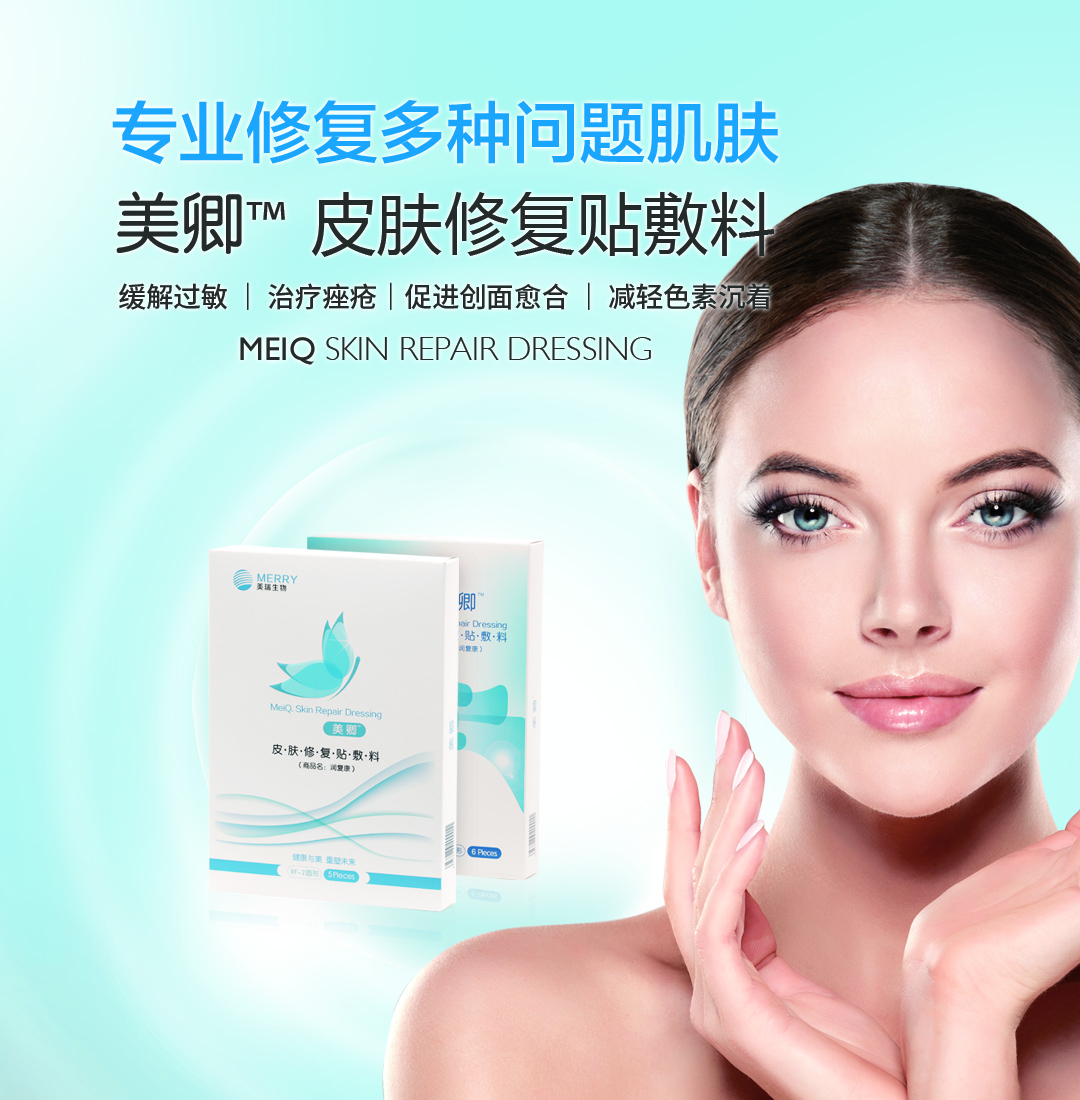 专业修复多种问题肌肤
美卿™ 皮肤修复贴敷料
缓解过敏 | 治疗痤疮 | 促进创面愈合 | 减轻色素沉着
MEIQ SKIN REPAIR DRESSING
MERRY
美瑞生物
MeiQ. Skin Repair Dressing
美卿
皮·肤·修·复·贴·敷·料
(商品名:润复康)
健康与美 重塑未来
5 Pieces
卿™
air Dressing
贴·敷·料
润复康)
6 Pieces